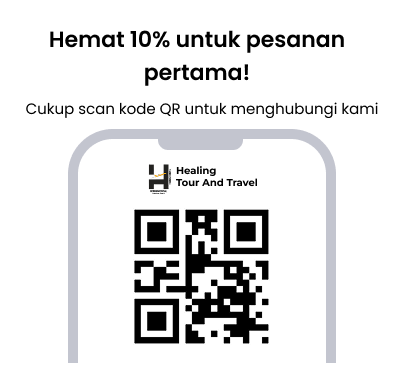 Hemat 10% untuk pesanan
pertama!
Cukup scan kode QR untuk menghubungi kami
Healing
Tour And Travel